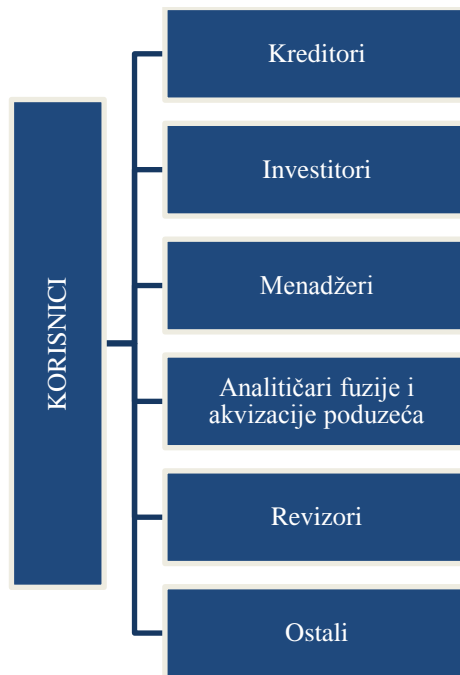 KORISNICI
Kreditori
Investitori
Menadžeri
Analitičari fuzije i
akvizacije poduzeća
Revizori
Ostali